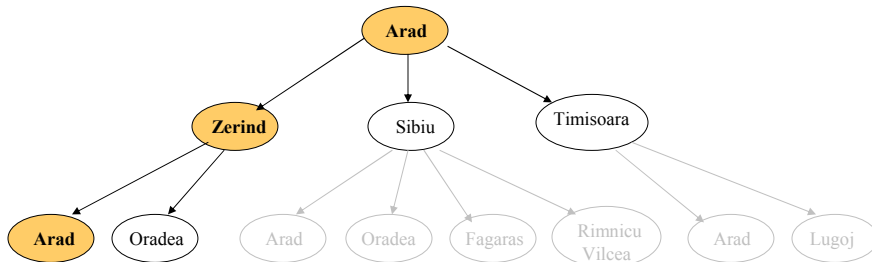 Arad
Zerind
Sibiu
Timisoara
Arad
Oradea
Arad
Oradea
Fagaras
Rimnicu
Vilcea
Arad
Lugoj